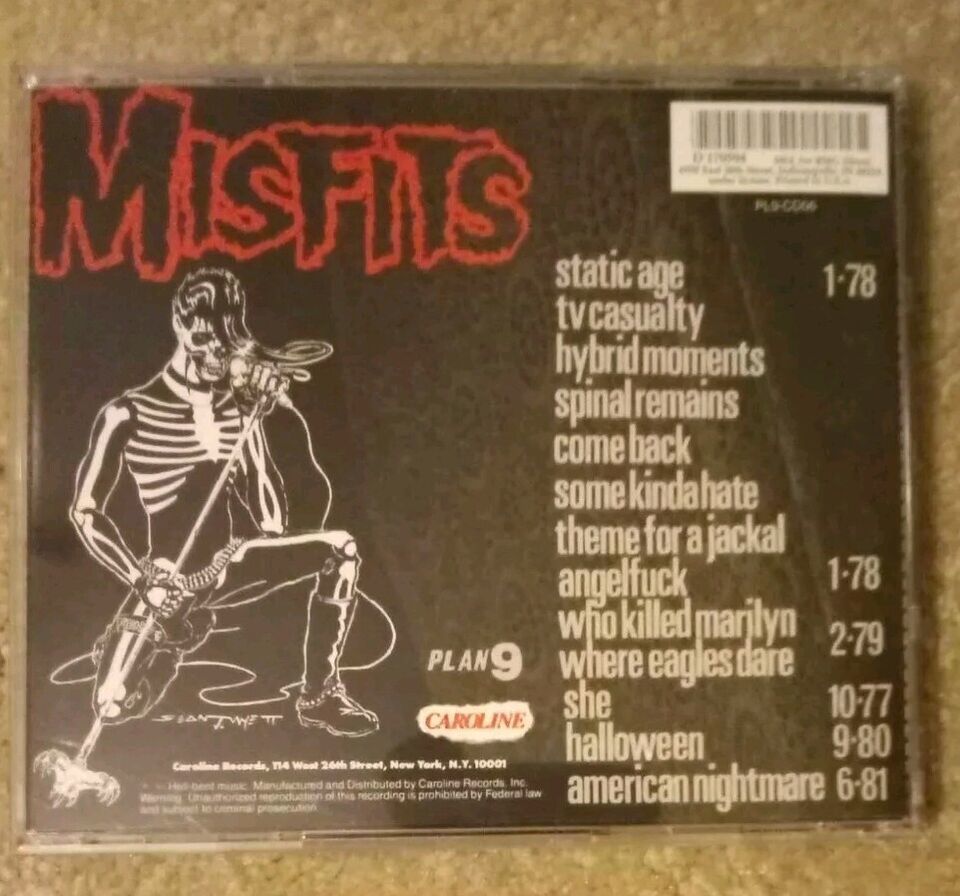 MISFITS
D 170594
PL9-CD06
static age 1·78
tv casualty
hybrid moments
spinal remains
come back
some kinda hate
theme for a jackal
angelfuck 1·78
who killed marilyn 2·79
where eagles dare
she 10·77
halloween 9·80
american nightmare 6·81
PLAN 9
CAROLINE
Caroline Records, 114 West 26th Street, New York, N.Y. 10001
Hell-bent music. Manufactured and Distributed by Caroline Records, Inc.
Warning. Unauthorized reproduction of this recording is prohibited by Federal law
and subject to criminal prosecution.